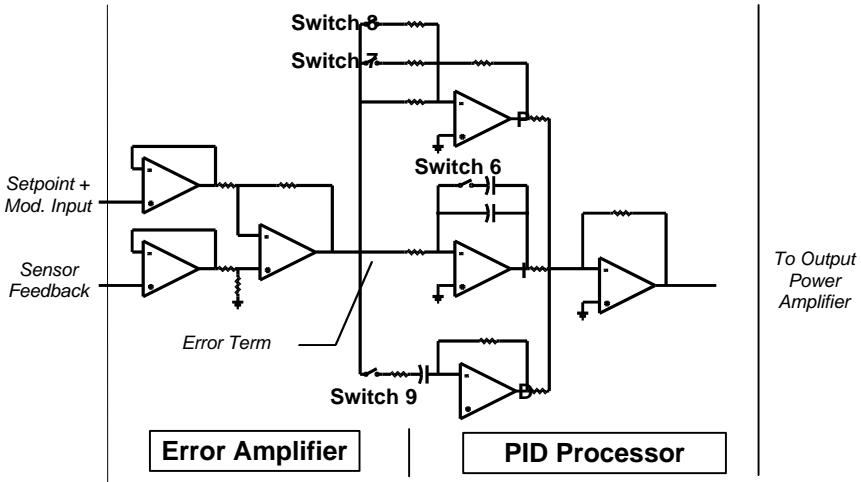 Switch 8
Switch 7
P
Switch 6
Setpoint +
Mod. Input
Sensor
Feedback
I
To Output
Power
Amplifier
Error Term
Switch 9
D
Error Amplifier
PID Processor